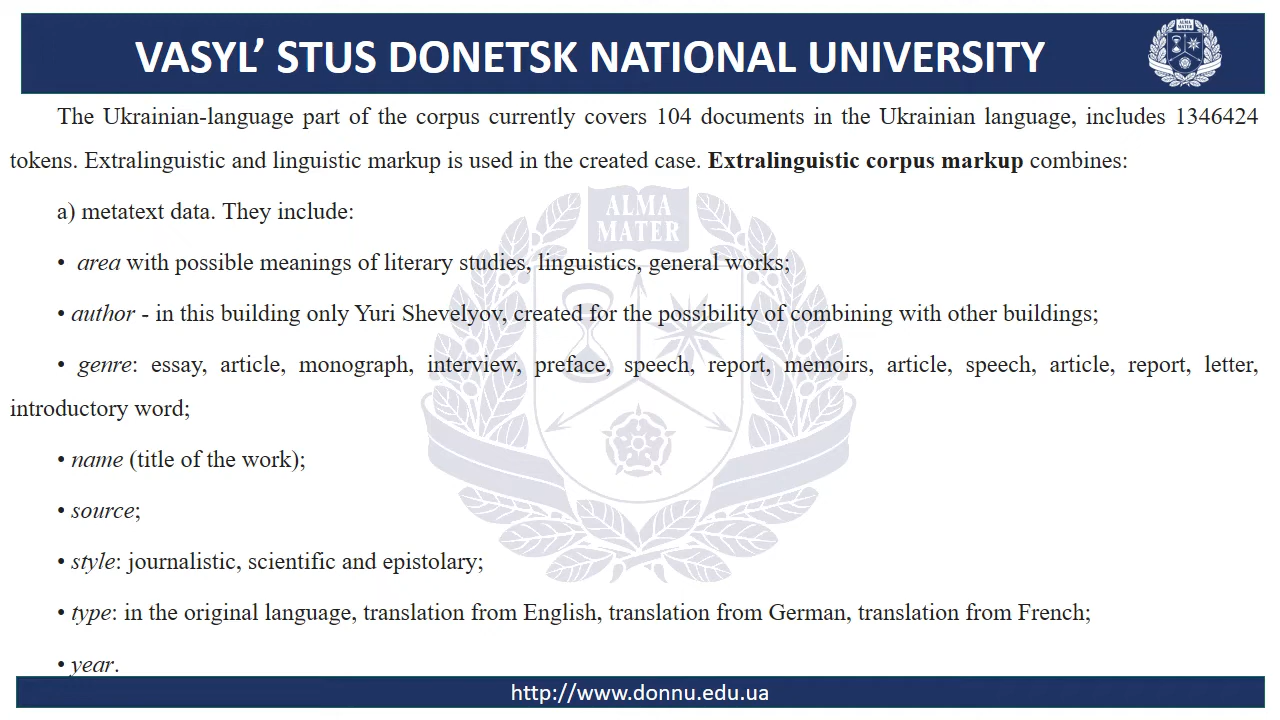 VASYL’ STUS DONETSK NATIONAL UNIVERSITY
ALMA
MATER
The Ukrainian-language part of the corpus currently covers 104 documents in the Ukrainian language, includes 1346424
tokens. Extralinguistic and linguistic markup is used in the created case. Extralinguistic corpus markup combines:
a) metatext data. They include:
• area with possible meanings of literary studies, linguistics, general works;
• author - in this building only Yuri Shevelyov, created for the possibility of combining with other buildings;
• genre: essay, article, monograph, interview, preface, speech, report, memoirs, article, speech, article, report, letter,
introductory word;
• name (title of the work);
• source;
• style: journalistic, scientific and epistolary;
• type: in the original language, translation from English, translation from German, translation from French;
• year.
ALMA
MATER
http://www.donnu.edu.ua